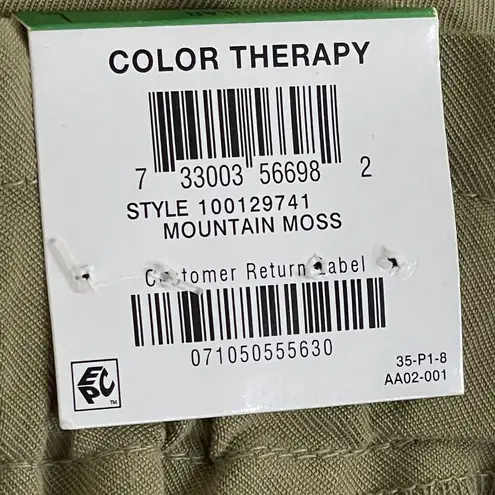 COLOR THERAPY
7 33003 56698 2
STYLE 100129741
MOUNTAIN MOSS
Customer Return Label
071050555630
35-P1-8
AA02-001
EPC™